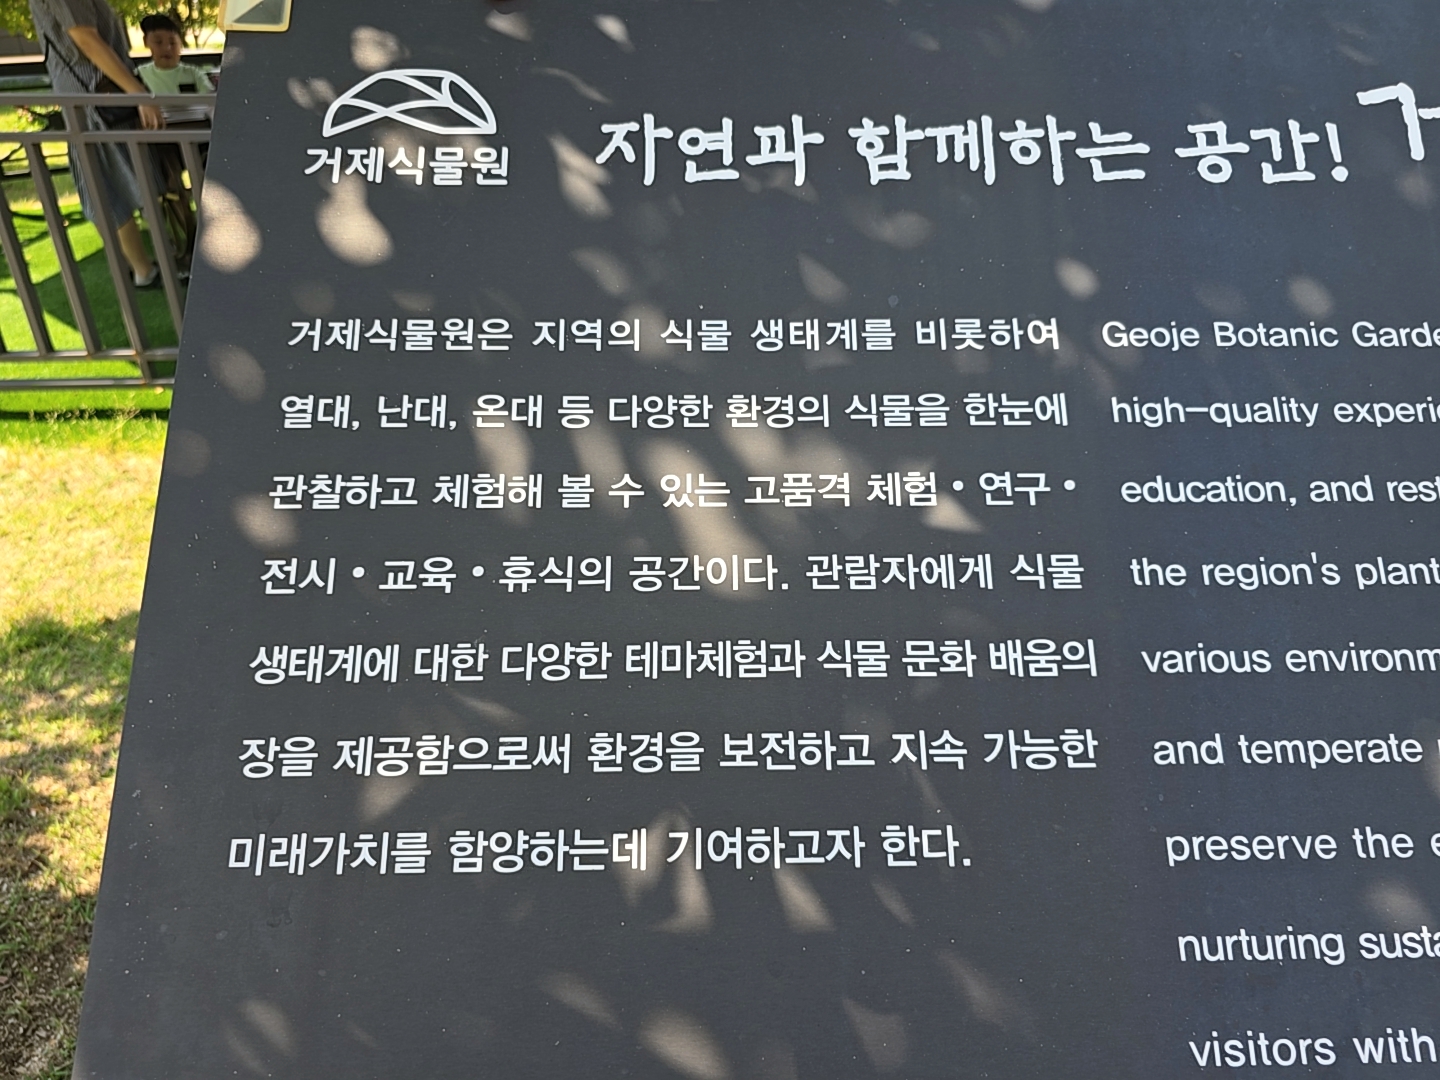 거제식물원
자연과 함께하는 공간!
거제식물원은 지역의 식물 생태계를 비롯하여
열대, 난대, 온대 등 다양한 환경의 식물을 한눈에
관찰하고 체험해 볼 수 있는 고품격 체험・연구・
전시・교육・휴식의 공간이다. 관람자에게 식물
생태계에 대한 다양한 테마체험과 식물 문화 배움의
장을 제공함으로써 환경을 보전하고 지속 가능한
미래가치를 함양하는데 기여하고자 한다.
Geoje Botanic
high-quality
education, and
the region's
various
and temperate
preserve the
nurturing
visitors with